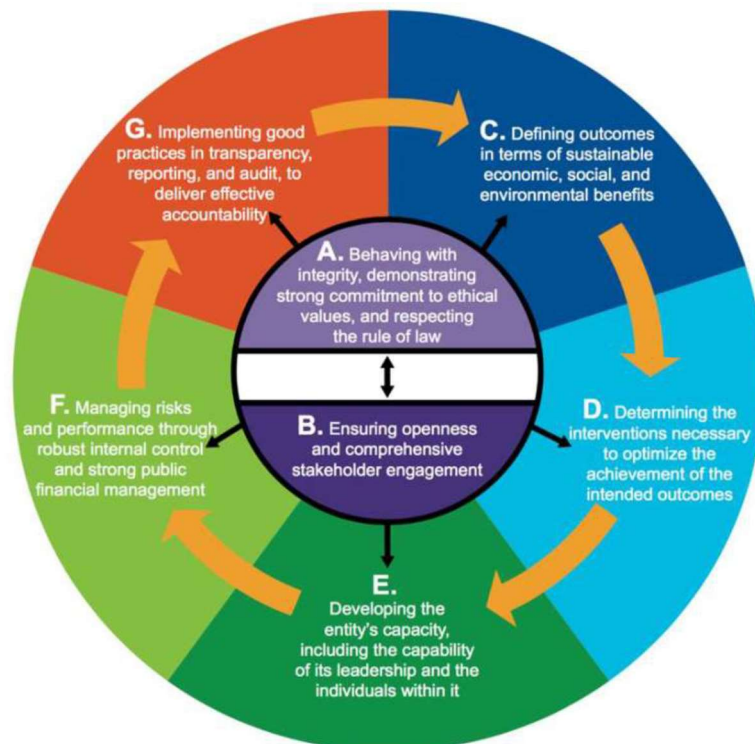 G. Implementing good
practices in transparency,
reporting, and audit, to
deliver effective
accountability
C. Defining outcomes
in terms of sustainable
economic, social, and
environmental benefits
A. Behaving with
integrity, demonstrating
strong commitment to ethical
values, and respecting
the rule of law
B. Ensuring openness
and comprehensive
stakeholder engagement
F. Managing risks
and performance through
robust internal control
and strong public
financial management
D. Determining the
interventions necessary
to optimize the
achievement of the
intended outcomes
E.
Developing the
entity's capacity,
including the capability
of its leadership and the
individuals within it